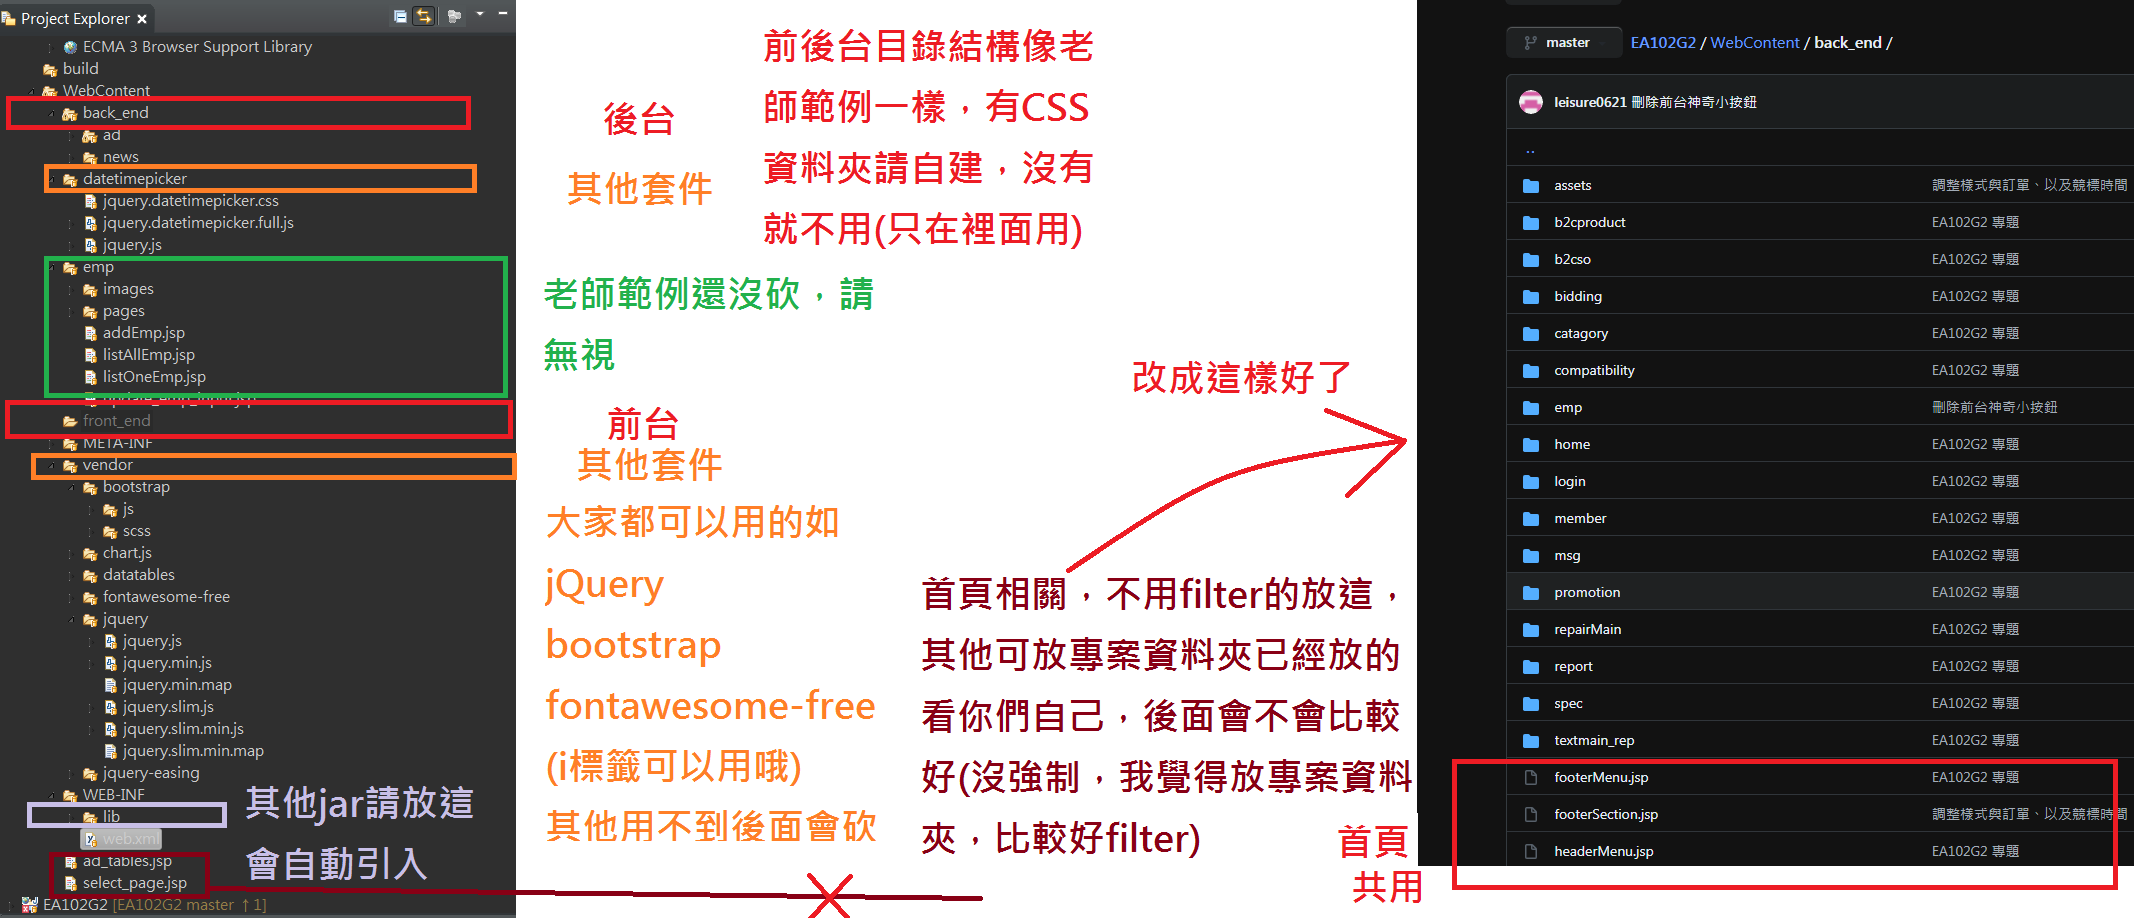 Project Explorer
ECMA 3 Browser Support Library
build
WebContent
back_end
ad
news
datetimepicker
jquery.datetimepicker.css
jquery.datetimepicker.full.js
jquery.js
emp
images
pages
addEmp.jsp
listAllEmp.jsp
listOneEmp.jsp
update_emp_input.jsp
front_end
META-INF
vendor
bootstrap
js
scss
chart.js
datatables
fontawesome-free
jquery
jquery.js
jquery.min.js
jquery.min.map
jquery.slim.js
jquery.slim.min.js
jquery.slim.min.map
jquery-easing
WEB-INF
lib
web.xml
ad_tables.jsp
select_page.jsp
EA102G2 [EA102G2 master ↑1]
其他jar請放這
會自動引入
後台
其他套件
前後台目錄結構像老
師範例一樣，有CSS
資料夾請自建，沒有
就不用(只在裡面用)
老師範例還沒砍，請
無視
前台
其他套件
大家都可以用的如
jQuery
bootstrap
fontawesome-free
(i標籤可以用哦)
其他用不到後面會砍
改成這樣好了
首頁相關，不用filter的放這，
其他可放專案資料夾已經放的
看你們自己，後面會不會比較
好(沒強制，我覺得放專案資料
夾，比較好filter)
首頁
共用
master
EA102G2 / WebContent / back_end /
leisure0621 刪除前台神奇小按鈕
..
assets 調整樣式與訂單、以及競標時間
b2cproduct EA102G2 專題
b2cso EA102G2 專題
bidding EA102G2 專題
catagory EA102G2 專題
compatibility EA102G2 專題
emp 刪除前台神奇小按鈕
home EA102G2 專題
login EA102G2 專題
member EA102G2 專題
msg EA102G2 專題
promotion EA102G2 專題
repairMain EA102G2 專題
report EA102G2 專題
spec EA102G2 專題
textmain_rep EA102G2 專題
footerMenu.jsp EA102G2 專題
footerSection.jsp 調整樣式與訂單、以及競標時間
headerMenu.jsp EA102G2 專題